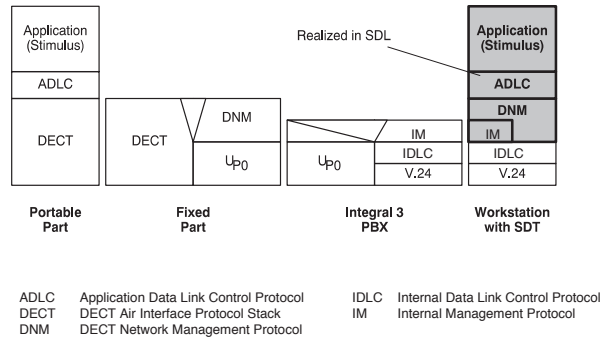 Application
(Stimulus)
ADLC
DECT
DECT
DNM
UP0
UP0
IM
IDLC
V.24
Realized in SDL
Application
(Stimulus)
ADLC
DNM
IM
IDLC
V.24
Portable
Part
Fixed
Part
Integral 3
PBX
Workstation
with SDT
ADLC Application Data Link Control Protocol
DECT DECT Air Interface Protocol Stack
DNM DECT Network Management Protocol
IDLC Internal Data Link Control Protocol
IM Internal Management Protocol